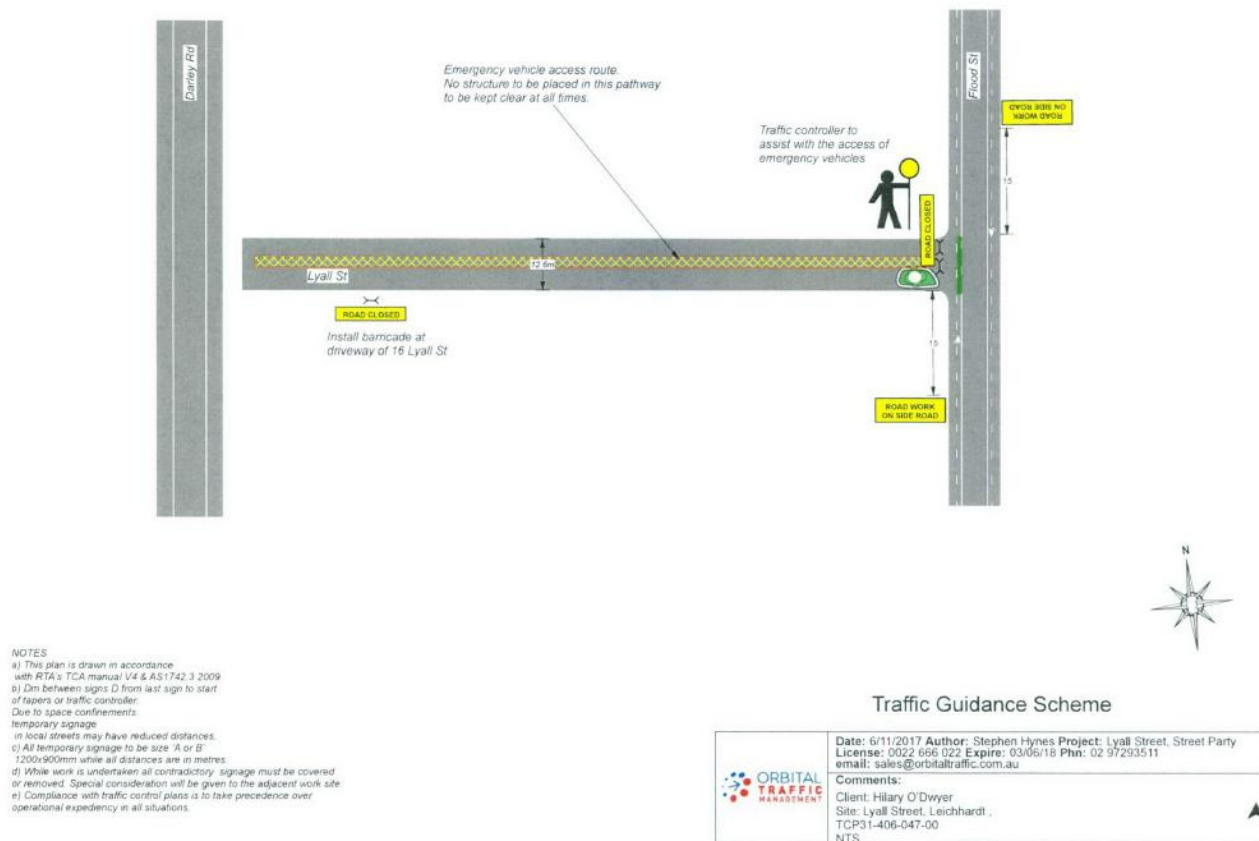 Darley Rd
Flood St
Emergency vehicle access route.
No structure to be placed in this pathway
to be kept clear at all times.
ROAD WORK
ON SIDE ROAD
Traffic controller to
assist with the access of
emergency vehicles
15
ROAD CLOSED
12.6m
Lyall St
ROAD CLOSED
Install barricade at
driveway of 16 Lyall St
15
ROAD WORK
ON SIDE ROAD
N
NOTES
a) This plan is drawn in accordance
with RTA's TCA manual V4 & AS1742.3 2009
b) Dm between signs D from last sign to start
of tapers or traffic controller.
Due to space confinements
temporary signage
in local streets may have reduced distances.
c) All temporary signage to be size 'A or B'
1200x900mm while all distances are in metres.
d) While work is undertaken all contradictory signage must be covered
or removed. Special consideration will be given to the adjacent work site
e) Compliance with traffic control plans is to take precedence over
operational expediency in all situations.
Traffic Guidance Scheme
ORBITAL
TRAFFIC
MANAGEMENT
Date: 6/11/2017 Author: Stephen Hynes Project: Lyall Street, Street Party
License: 0022 666 022 Expire: 03/06/18 Phn: 02 97293511
email: sales@orbitaltraffic.com.au
Comments:
Client: Hilary O'Dwyer
Site: Lyall Street, Leichhardt ,
TCP31-406-047-00
NTS